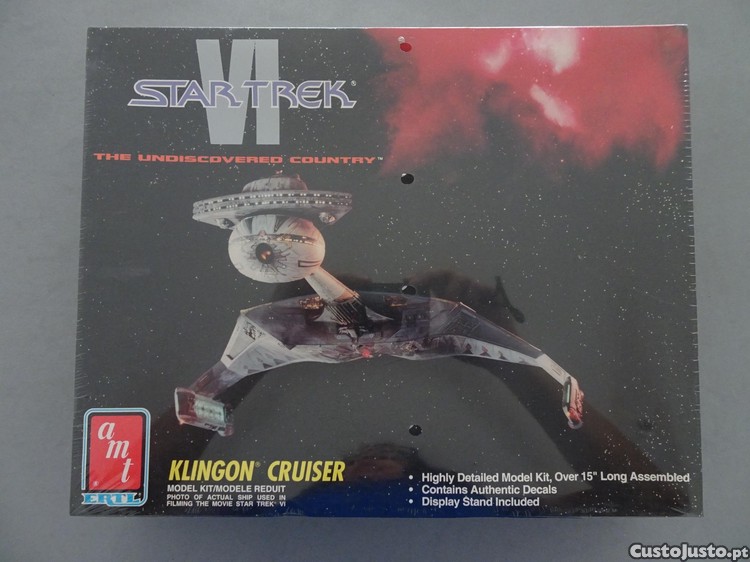 VI
STAR TREK®
THE UNDISCOVERED COUNTRY™
amt
ERTL
KLINGON® CRUISER
MODEL KIT/MODELE REDUIT
PHOTO OF ACTUAL SHIP USED IN
FILMING THE MOVIE STAR TREK® VI
• Highly Detailed Model Kit, Over 15" Long Assembled
• Contains Authentic Decals
• Display Stand Included
CustoJusto.pt